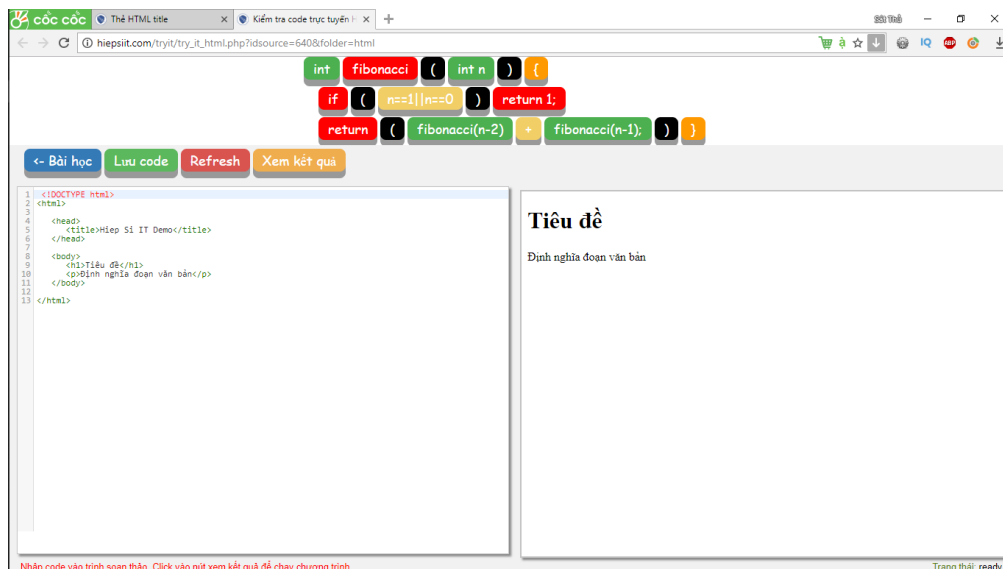 cốc cốc Thẻ HTML title × Kiểm tra code trực tuyến H × +
hiepsiit.com/tryit/try_it_html.php?idsource=640&folder=html
int fibonacci ( int n ) {
if ( n==1||n==0 ) return 1;
return ( fibonacci(n-2) + fibonacci(n-1); ) }
<- Bài học Lưu code Refresh Xem kết quả
1 <!DOCTYPE html>
2 <html>
3
4 <head>
5 <title>Hiep Si IT Demo</title>
6 </head>
7
8 <body>
9 <h1>Tiêu đề</h1>
10 <p>Định nghĩa đoạn văn bản</p>
11 </body>
12
13 </html>
Tiêu đề
Định nghĩa đoạn văn bản
Nhập code vào trình soạn thảo. Click vào nút xem kết quả để chạy chương trình
Trạng thái: ready